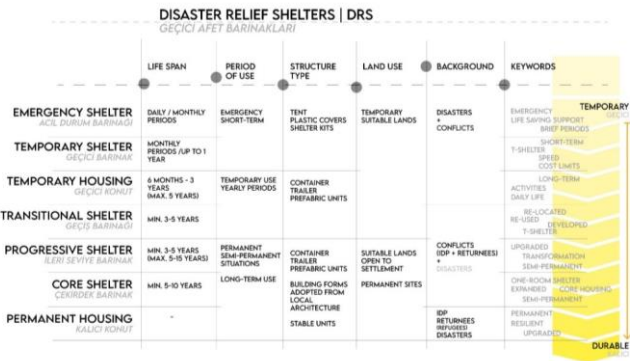 DISASTER RELIEF SHELTERS | DRS
GEÇİCİ AFET BARINAKLARI
LIFE SPAN
PERIOD
OF USE
STRUCTURE
TYPE
LAND USE
BACKGROUND
KEYWORDS
TEMPORARY
GEÇİCİ
EMERGENCY SHELTER
ACİL DURUM BARINAĞI
DAILY / MONTHLY
PERIODS
EMERGENCY
SHORT-TERM
TENT
PLASTIC COVERS
SHELTER KITS
TEMPORARY
SUITABLE LANDS
DISASTERS
+
CONFLICTS
EMERGENCY
LIFE SAVING SUPPORT
BRIEF PERIODS
TEMPORARY SHELTER
GEÇİCİ BARINAK
MONTHLY
PERIODS /UP TO 1
YEAR
SHORT-TERM
T-SHELTER
SPEED
COST LIMITS
TEMPORARY HOUSING
GEÇİCİ KONUT
6 MONTHS - 3
YEARS
(MAX. 5 YEARS)
TEMPORARY USE
YEARLY PERIODS
CONTAINER
TRAILER
PREFABRIC UNITS
LONG-TERM
ACTIVITIES
DAILY LIFE
TRANSITIONAL SHELTER
GEÇİŞ BARINAĞI
MIN. 3-5 YEARS
RE-LOCATED
RE-USED
DEVELOPED
T-SHELTER
PROGRESSIVE SHELTER
İLERİ SEVİYE BARINAK
MIN. 3-5 YEARS
(MAX. 5-15 YEARS)
PERMANENT
SEMI-PERMANENT
SITUATIONS
CONTAINER
TRAILER
PREFABRIC UNITS
SUITABLE LANDS
OPEN TO
SETTLEMENT
CONFLICTS
(IDP + RETURNEES)
+
DISASTERS
UPGRADED
TRANSFORMATION
SEMI-PERMANENT
CORE SHELTER
ÇEKİRDEK BARINAK
MIN. 5-10 YEARS
LONG-TERM USE
BUILDING FORMS
ADOPTED FROM
LOCAL
ARCHITECTURE
PERMANENT SITES
ONE-ROOM SHELTER
EXPANDED
CORE HOUSING
SEMI-PERMANENT
PERMANENT HOUSING
KALICI KONUT
-
STABLE UNITS
IDP
RETURNEES
(REFUGEES)
DISASTERS
PERMANENT
RESILIENT
UPGRADED
DURABLE